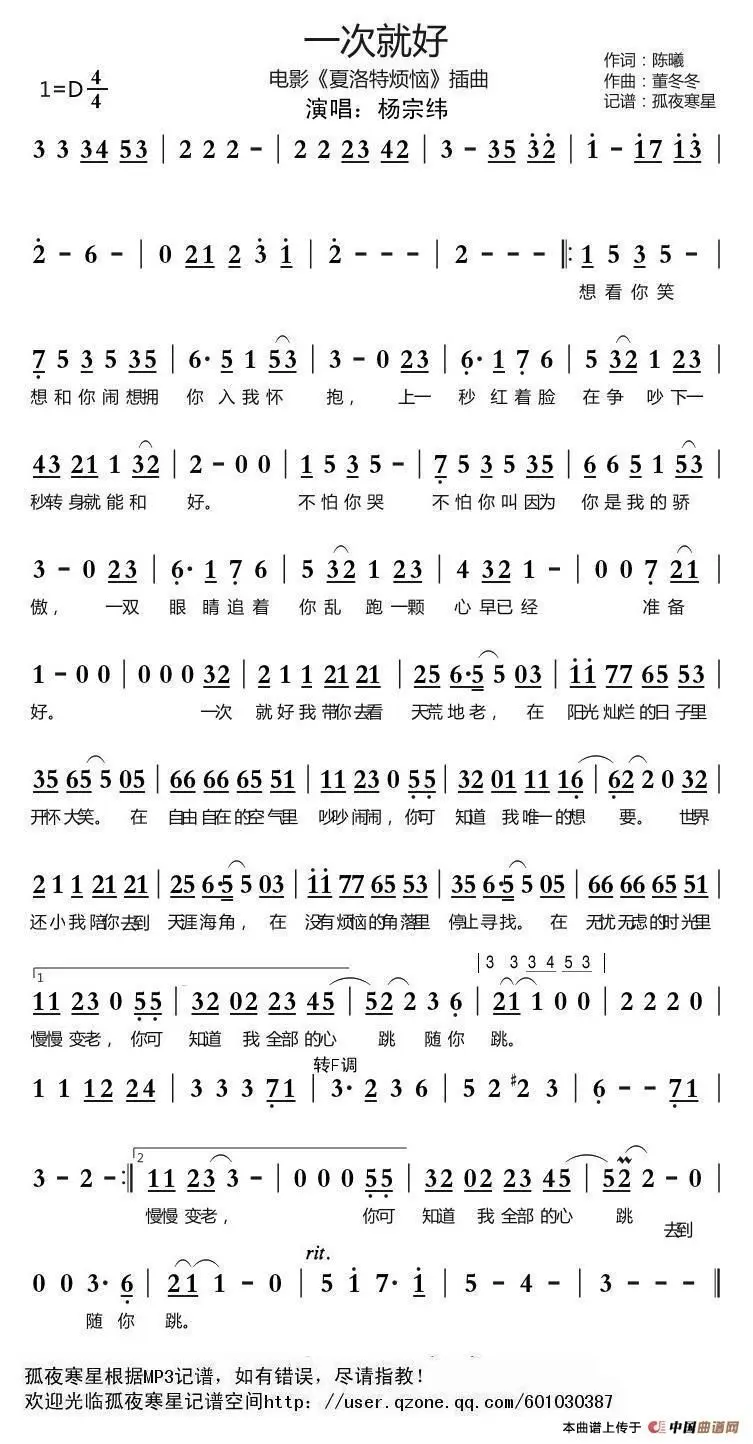 一次就好
电影《夏洛特烦恼》插曲
1=D 4/4
演唱：杨宗纬
作词：陈曦
作曲：董冬冬
记谱：孤夜寒星
3 3 34 53 | 2 2 2 - | 2 2 23 42 | 3 - 35 32 | 1 - 17 13 |
2 - 6 - | 0 21 2 3 1 | 2 - - - | 2 - - - ‖: 1 5 3 5 - |
想看你笑
7 5 3 5 35 | 6· 5 1 53 | 3 - 0 23 | 6· 1 7 6 | 5 32 1 23 |
想和你闹想拥 你入我怀 抱， 上一 秒红着脸 在争吵下一
43 21 1 32 | 2 - 0 0 | 1 5 3 5 - | 7 5 3 5 35 | 6 6 5 1 53 |
秒转身就能和 好。 不怕你哭 不怕你叫因为 你是我的骄
3 - 0 23 | 6· 1 7 6 | 5 32 1 23 | 4 32 1 - | 0 0 7 21 |
傲， 一双 眼睛追着 你乱跑一颗 心早已经 准备
1 - 0 0 | 0 0 0 32 | 2 1 1 21 21 | 25 6·5 5 03 | 11 77 65 53 |
好。 一次 就好我带你去看 天荒地老， 在 阳光灿烂的日子里
35 65 5 05 | 66 66 65 51 | 11 23 0 55 | 32 01 11 16 | 62 2 0 32 |
开怀大笑。 在 自由自在的空气里 吵吵闹闹，你可 知道我唯一的想 要。 世界
2 1 1 21 21 | 25 6·5 5 03 | 11 77 65 53 | 35 65 5 05 | 66 66 65 51 |
还小我陪你去到 天涯海角， 在 没有烦恼的角落里 停止寻找。 在 无忧无虑的时光里
| 3 3 3 4 5 3 |
1
11 23 0 55 | 32 02 23 45 | 52 2 3 6 | 21 1 0 0 | 2 2 2 0 |
慢慢变老，你可 知道 我全部的心 跳 随你 跳。
转F调
1 1 12 24 | 3 3 3 71 | 3· 2 3 6 | 5 2 #2 3 | 6 - - 71 |
2
3 - 2 - :‖ 11 23 3 - | 0 0 0 55 | 32 02 23 45 | 52 2 - 0 |
慢慢变老， 你可 知道 我全部的心 跳 去到
rit.
0 0 3· 6 | 21 1 - 0 | 5 1 7· 1 | 5 - 4 - | 3 - - - ‖
随你 跳。
孤夜寒星根据MP3记谱，如有错误，尽请指教！
欢迎光临孤夜寒星记谱空间http：//user.qzone.qq.com/601030387
本曲谱上传于 中国曲谱网